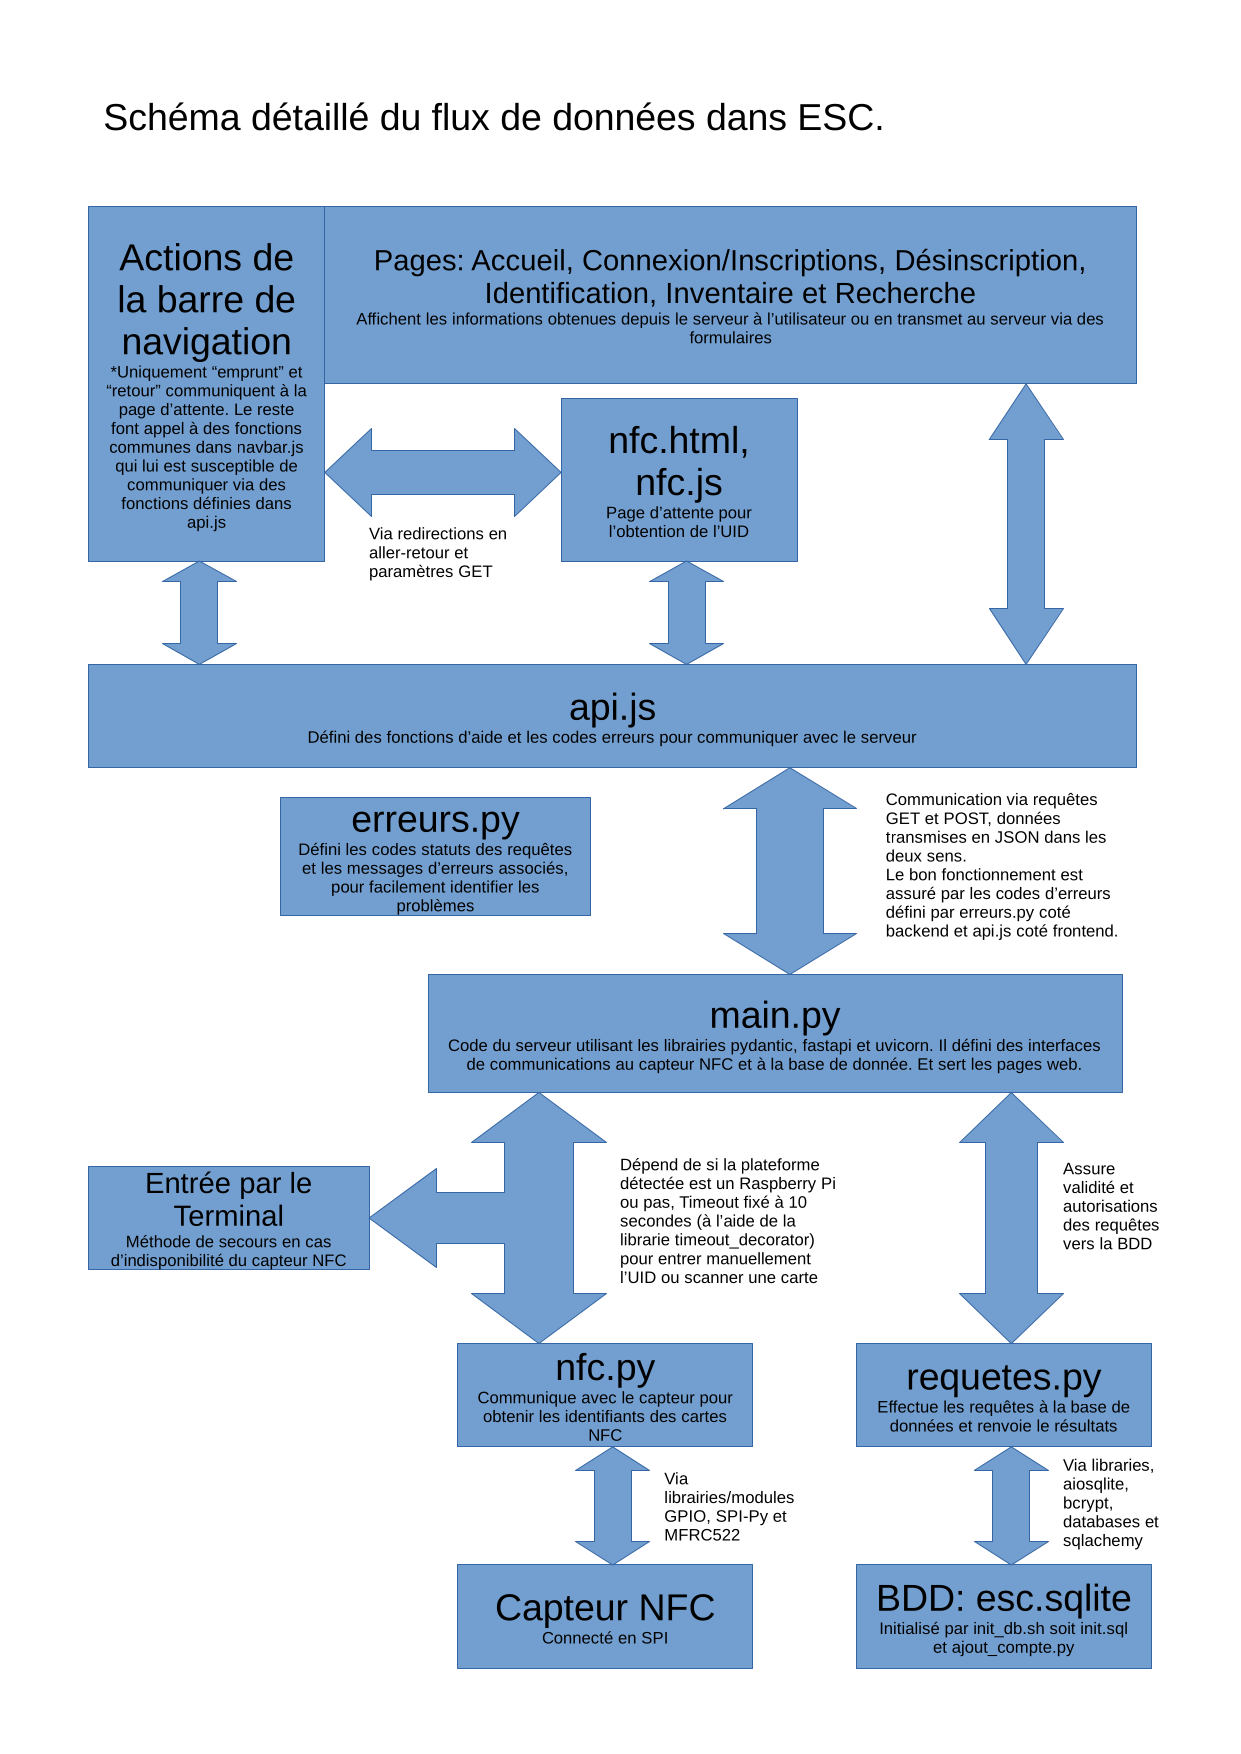 Schéma détaillé du flux de données dans ESC.
Actions de
la barre de
navigation
*Uniquement “emprunt” et
“retour” communiquent à la
page d’attente. Le reste
font appel à des fonctions
communes dans navbar.js
qui lui est susceptible de
communiquer via des
fonctions définies dans
api.js
Pages: Accueil, Connexion/Inscriptions, Désinscription,
Identification, Inventaire et Recherche
Affichent les informations obtenues depuis le serveur à l’utilisateur ou en transmet au serveur via des
formulaires
nfc.html,
nfc.js
Page d’attente pour
l’obtention de l’UID
Via redirections en
aller-retour et
paramètres GET
api.js
Défini des fonctions d’aide et les codes erreurs pour communiquer avec le serveur
erreurs.py
Défini les codes statuts des requêtes
et les messages d’erreurs associés,
pour facilement identifier les
problèmes
Communication via requêtes
GET et POST, données
transmises en JSON dans les
deux sens.
Le bon fonctionnement est
assuré par les codes d’erreurs
défini par erreurs.py coté
backend et api.js coté frontend.
main.py
Code du serveur utilisant les librairies pydantic, fastapi et uvicorn. Il défini des interfaces
de communications au capteur NFC et à la base de donnée. Et sert les pages web.
Entrée par le
Terminal
Méthode de secours en cas
d’indisponibilité du capteur NFC
Dépend de si la plateforme
détectée est un Raspberry Pi
ou pas, Timeout fixé à 10
secondes (à l’aide de la
librarie timeout_decorator)
pour entrer manuellement
l’UID ou scanner une carte
Assure
validité et
autorisations
des requêtes
vers la BDD
nfc.py
Communique avec le capteur pour
obtenir les identifiants des cartes
NFC
requetes.py
Effectue les requêtes à la base de
données et renvoie le résultats
Via
librairies/modules
GPIO, SPI-Py et
MFRC522
Via libraries,
aiosqlite,
bcrypt,
databases et
sqlachemy
Capteur NFC
Connecté en SPI
BDD: esc.sqlite
Initialisé par init_db.sh soit init.sql
et ajout_compte.py